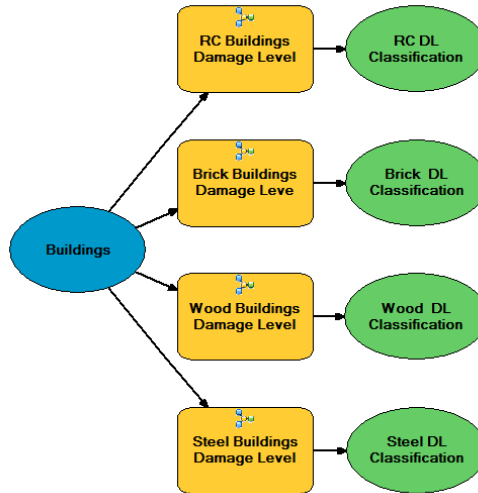 RC Buildings
Damage Level
RC DL
Classification
Brick Buildings
Damage Leve
Brick DL
Classification
Buildings
Wood Buildings
Damage Level
Wood DL
Classification
Steel Buildings
Damage Level
Steel DL
Classification